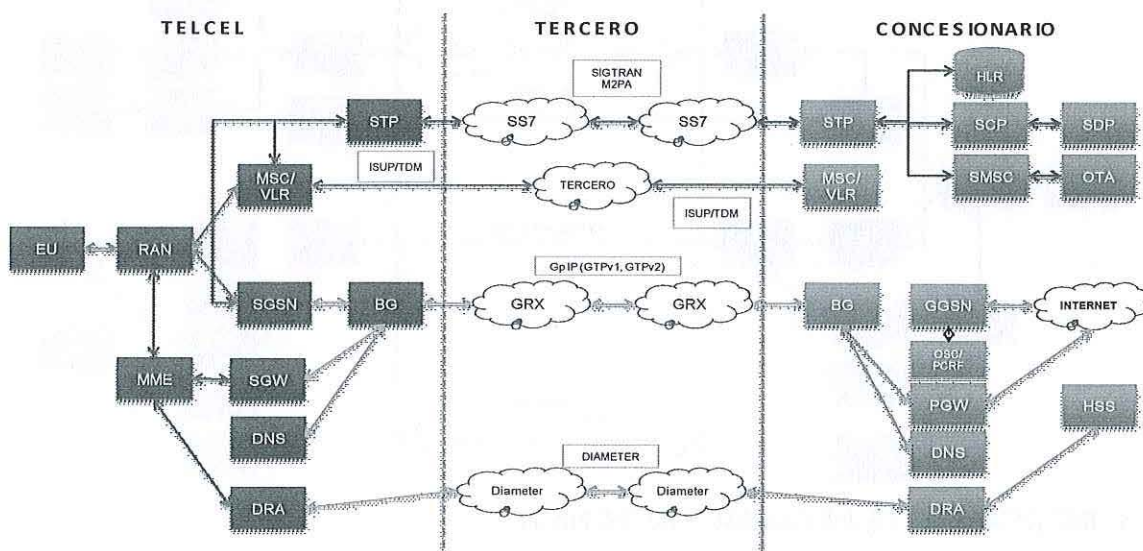 TELCEL
TERCERO
CONCESIONARIO
SIGTRAN
M2PA
HLR
STP
SS7
SS7
STP
SCP
SDP
MSC/
VLR
ISUP/TDM
TERCERO
MSC/
VLR
SMSC
OTA
ISUP/TDM
EU
RAN
GpIP (GTPv1, GTPv2)
SGSN
BG
GRX
GRX
BG
GGSN
INTERNET
OSC/
PCRF
MME
SGW
PGW
HSS
DNS
DNS
DIAMETER
DRA
Diameter
Diameter
DRA